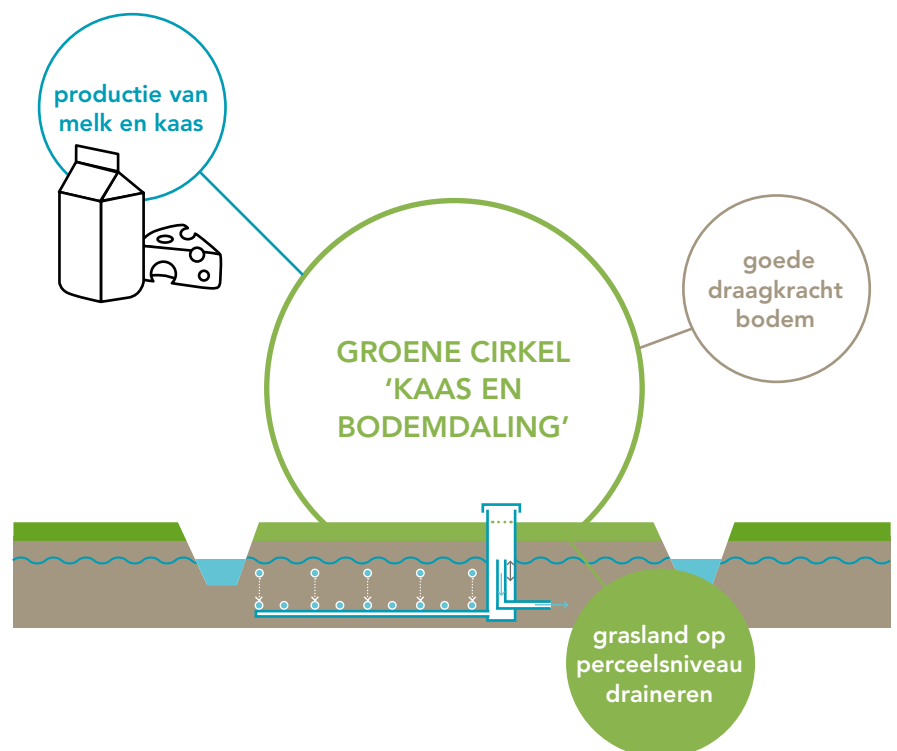 productie van
melk en kaas
GROENE CIRKEL
‘KAAS EN
BODEMDALING’
goede
draagkracht
bodem
grasland op
perceelsniveau
draineren